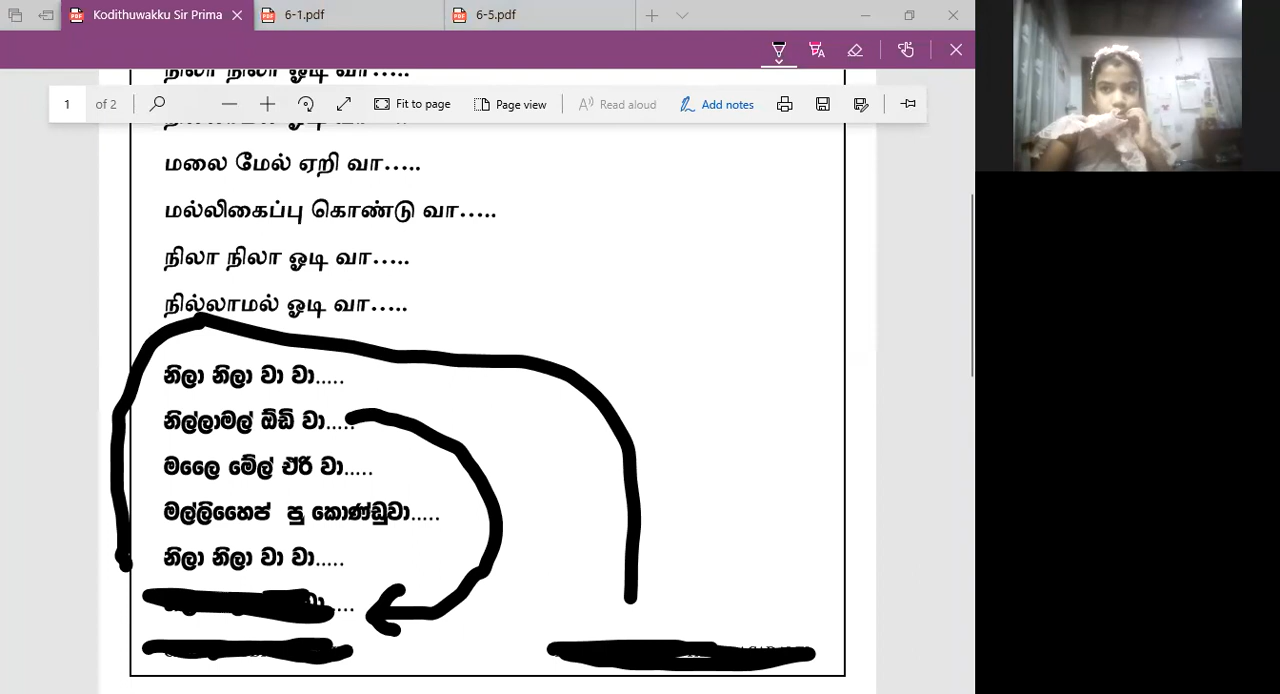 Kodithuwakku Sir Prima
6-1.pdf
6-5.pdf
1 of 2
Fit to page
Page view
Read aloud
Add notes
நிலா நிலா ஓடி வா.....
மலை மேல் ஏறி வா.....
மல்லிகைப்பு கொண்டு வா.....
நிலா நிலா ஓடி வா.....
நில்லாமல் ஓடி வா.....
නිලා නිලා වා වා.....
නිල්ලාමල් ඕඩි වා.....
මලෛ මේල් ඒරි වා.....
මල්ලිහෛප් පු කොණ්ඩුවා.....
නිලා නිලා වා වා.....